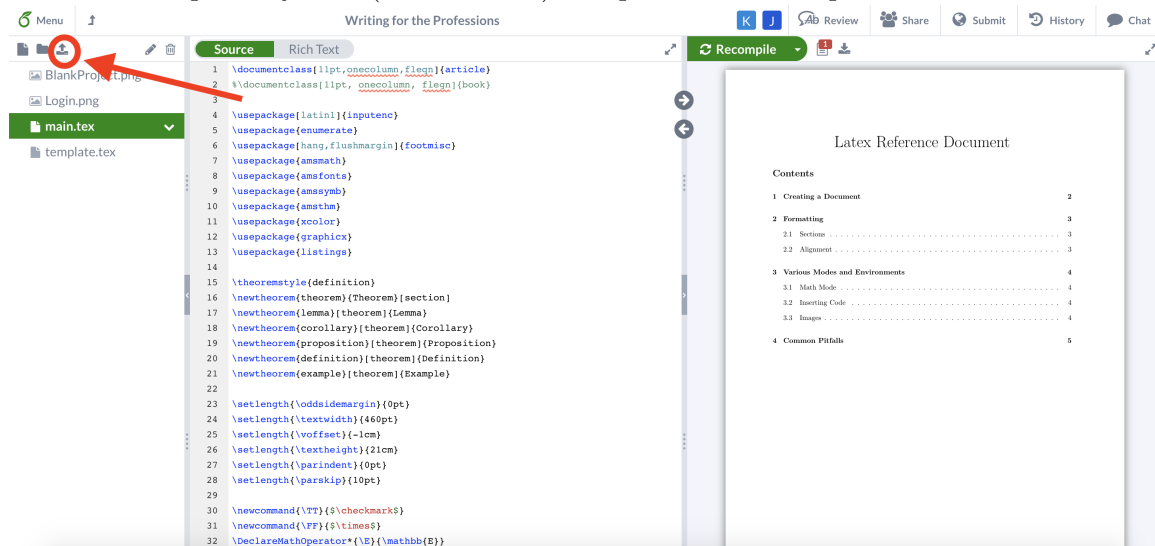 Menu
Writing for the Professions
K J Ab Review Share Submit History Chat
Source Rich Text
Recompile 1
BlankProject.png
Login.png
main.tex
template.tex
1 \documentclass[11pt,onecolumn,fleqn]{article}
2 %\documentclass[11pt, onecolumn, flegn]{book}
3
4 \usepackage[latin1]{inputenc}
5 \usepackage{enumerate}
6 \usepackage[hang,flushmargin]{footmisc}
7 \usepackage{amsmath}
8 \usepackage{amsfonts}
9 \usepackage{amssymb}
10 \usepackage{amsthm}
11 \usepackage{xcolor}
12 \usepackage{graphicx}
13 \usepackage{listings}
14
15 \theoremstyle{definition}
16 \newtheorem{theorem}{Theorem}[section]
17 \newtheorem{lemma}[theorem]{Lemma}
18 \newtheorem{corollary}[theorem]{Corollary}
19 \newtheorem{proposition}[theorem]{Proposition}
20 \newtheorem{definition}[theorem]{Definition}
21 \newtheorem{example}[theorem]{Example}
22
23 \setlength{\oddsidemargin}{0pt}
24 \setlength{\textwidth}{460pt}
25 \setlength{\voffset}{-1cm}
26 \setlength{\textheight}{21cm}
27 \setlength{\parindent}{0pt}
28 \setlength{\parskip}{10pt}
29
30 \newcommand{\TT}{$\checkmark$}
31 \newcommand{\FF}{$\times$}
32 \DeclareMathOperator*{\E}{\mathbb{E}}
Latex Reference Document
Contents
1 Creating a Document 2
2 Formatting 3
2.1 Sections 3
2.2 Alignment 3
3 Various Modes and Environments 4
3.1 Math Mode 4
3.2 Inserting Code 4
3.3 Images 4
4 Common Pitfalls 5